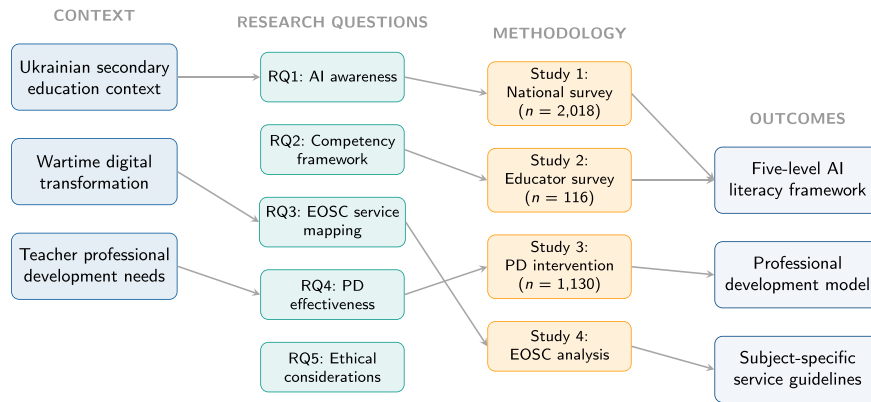 CONTEXT
Ukrainian secondary
education context
Wartime digital
transformation
Teacher professional
development needs
RESEARCH QUESTIONS
RQ1: AI awareness
RQ2: Competency
framework
RQ3: EOSC service
mapping
RQ4: PD
effectiveness
RQ5: Ethical
considerations
METHODOLOGY
Study 1:
National survey
(n = 2,018)
Study 2:
Educator survey
(n = 116)
Study 3:
PD intervention
(n = 1,130)
Study 4:
EOSC analysis
OUTCOMES
Five-level AI
literacy framework
Professional
development model
Subject-specific
service guidelines